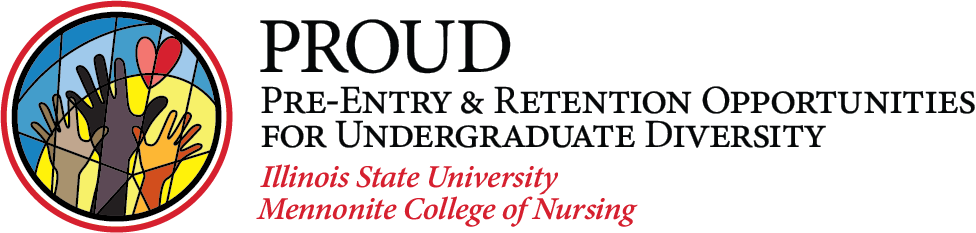 PROUD
PRE-ENTRY & RETENTION OPPORTUNITIES
FOR UNDERGRADUATE DIVERSITY
Illinois State University
Mennonite College of Nursing